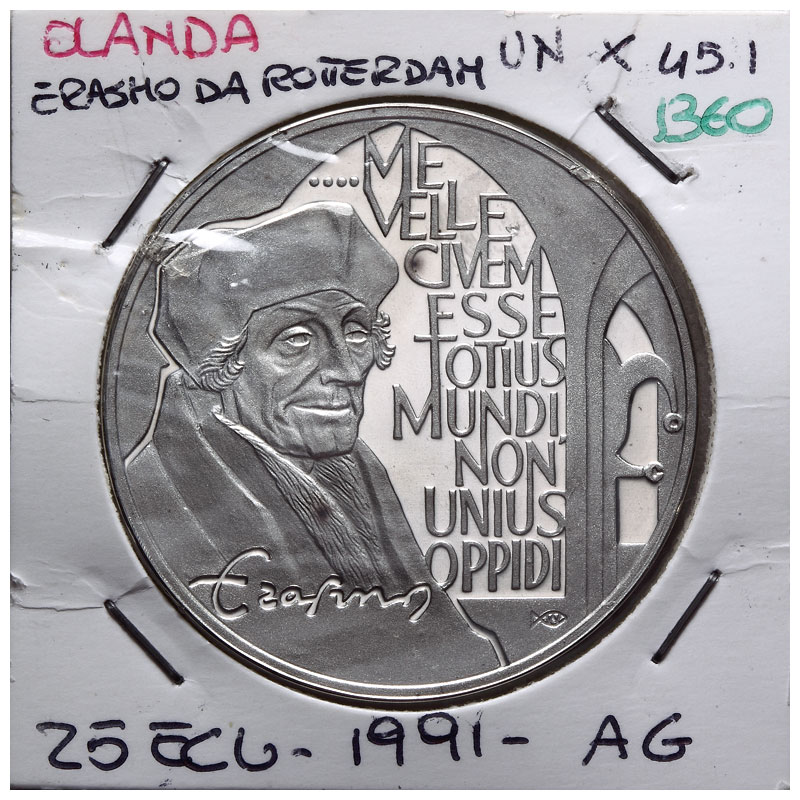 OLANDA
ERASMO DA ROTTERDAM UN X 45.1
1360
....ME
VELLE
CIVEM
ESSE
TOTIUS
MUNDI,
NON
UNIUS
OPPIDI
Erasmus
25 ECU - 1991 - AG